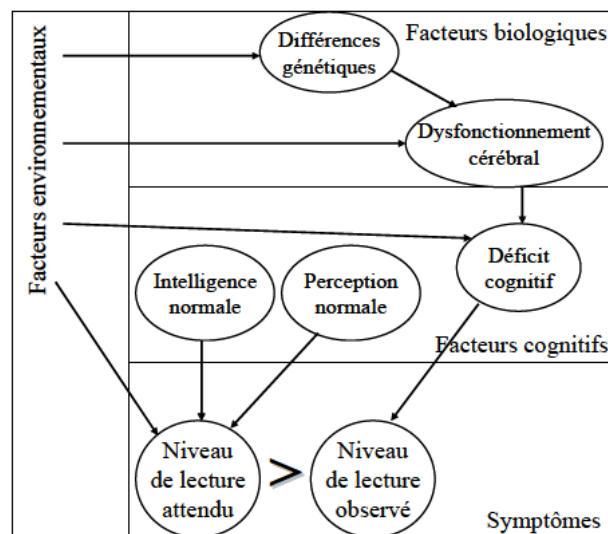 Facteurs environnementaux
Différences
génétiques
Facteurs biologiques
Dysfonctionnement
cérébral
Intelligence
normale
Perception
normale
Déficit
cognitif
Facteurs cognitifs
Niveau
de lecture
attendu
>
Niveau
de lecture
observé
Symptômes